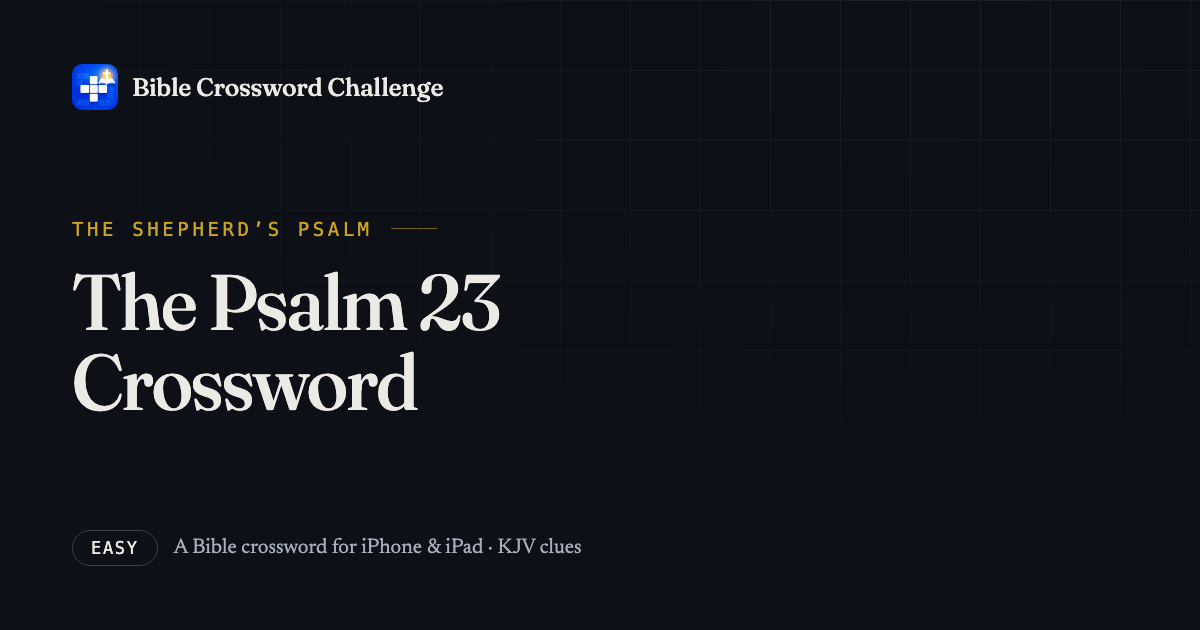 Bible Crossword Challenge
THE SHEPHERD’S PSALM
The Psalm 23
Crossword
EASY
A Bible crossword for iPhone & iPad · KJV clues